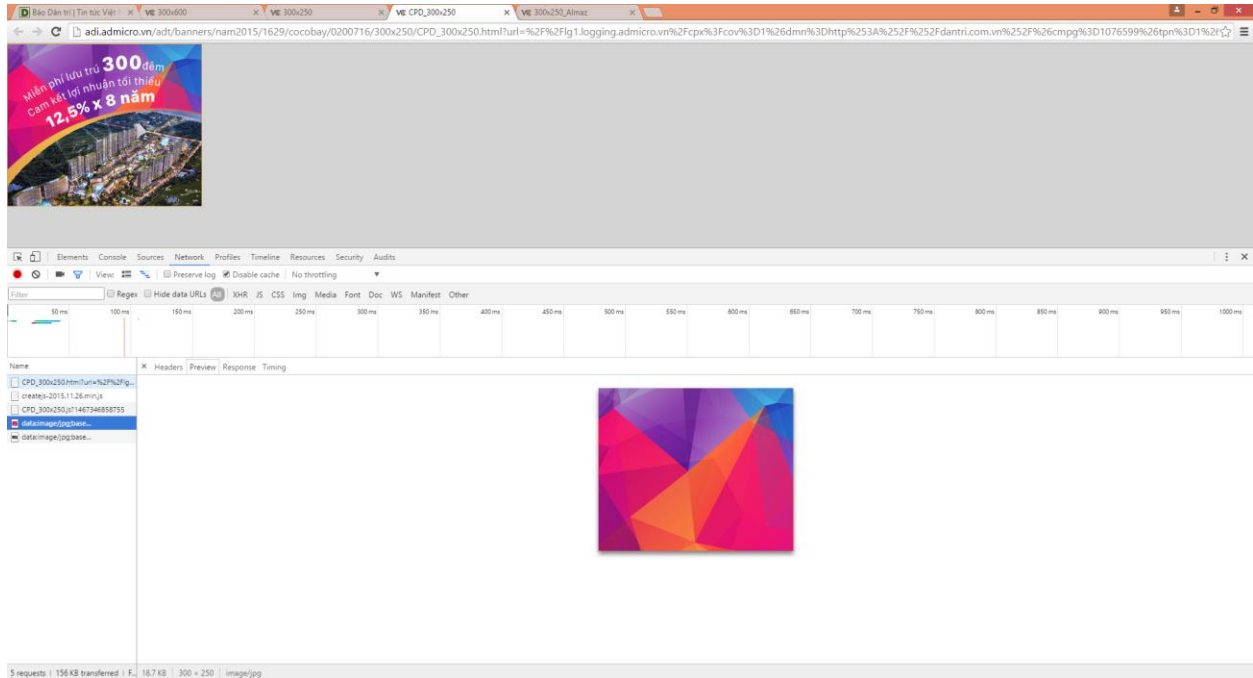 Báo Dân trí | Tin tức Việt
300x600
300x250
CPD_300x250
300x250_Almaz
adi.admicro.vn/adt/banners/nam2015/1629/cocobay/0200716/300x250/CPD_300x250.html?url=%2F%2Flg1.logging.admicro.vn%2Fcpx%3Fcov%3D1%26dmn%3Dhttp%253A%252F%252Fdantri.com.vn%252F%26cmpg%3D1076599%26tpn%3D1%26
Miễn phí lưu trú 300 đêm
Cam kết lợi nhuận tối thiểu
12,5% x 8 năm
Elements Console Sources Network Profiles Timeline Resources Security Audits
View: Preserve log Disable cache No throttling
Filter Regex Hide data URLs All XHR JS CSS Img Media Font Doc WS Manifest Other
50 ms 100 ms 150 ms 200 ms 250 ms 300 ms 350 ms 400 ms 450 ms 500 ms 550 ms 600 ms 650 ms 700 ms 750 ms 800 ms 850 ms 900 ms 950 ms 1000 ms
Name Headers Preview Response Timing
CPD_300x250.html?url=%2F%2Flg...
createjs-2015.11.26.min.js
CPD_300x250.js?1467346858755
data:image/jpg;base...
data:image/jpg;base...
5 requests | 156 KB transferred | F... 18.7 KB 300 × 250 image/jpg